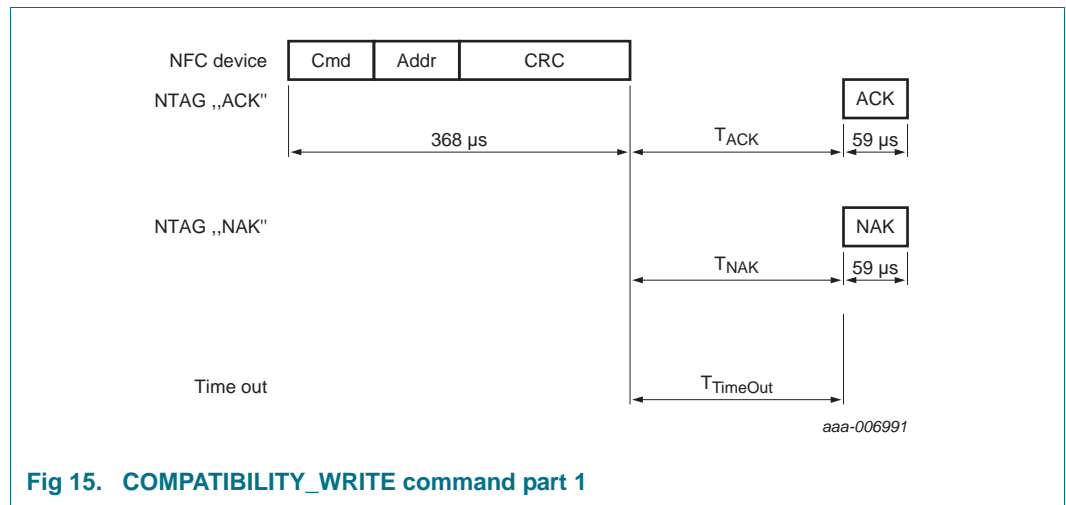 NFC device Cmd Addr CRC
NTAG ,,ACK" ACK
368 µs TACK 59 µs
NTAG ,,NAK" NAK
TNAK 59 µs
Time out TTimeOut
aaa-006991
Fig 15. COMPATIBILITY_WRITE command part 1